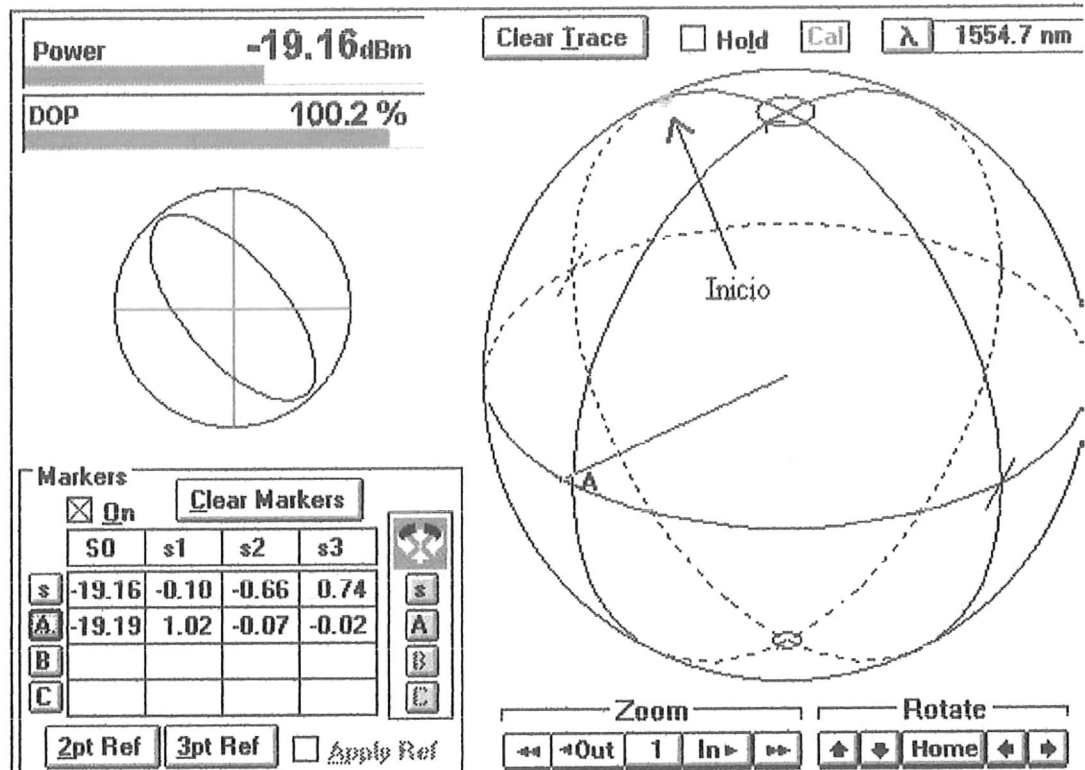 Power -19.16dBm
DOP 100.2 %
Clear Trace Hold Cal λ 1554.7 nm
Inicio
A
Markers
On Clear Markers
S0 s1 s2 s3
s -19.16 -0.10 -0.66 0.74 s
A -19.19 1.02 -0.07 -0.02 A
B B
C C
2pt Ref 3pt Ref Apply Ref
Zoom
Out 1 In
Rotate
Home